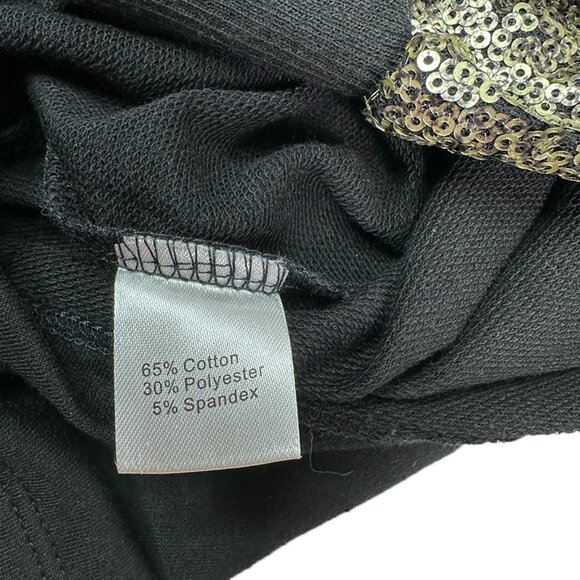 65% Cotton
30% Polyester
5% Spandex